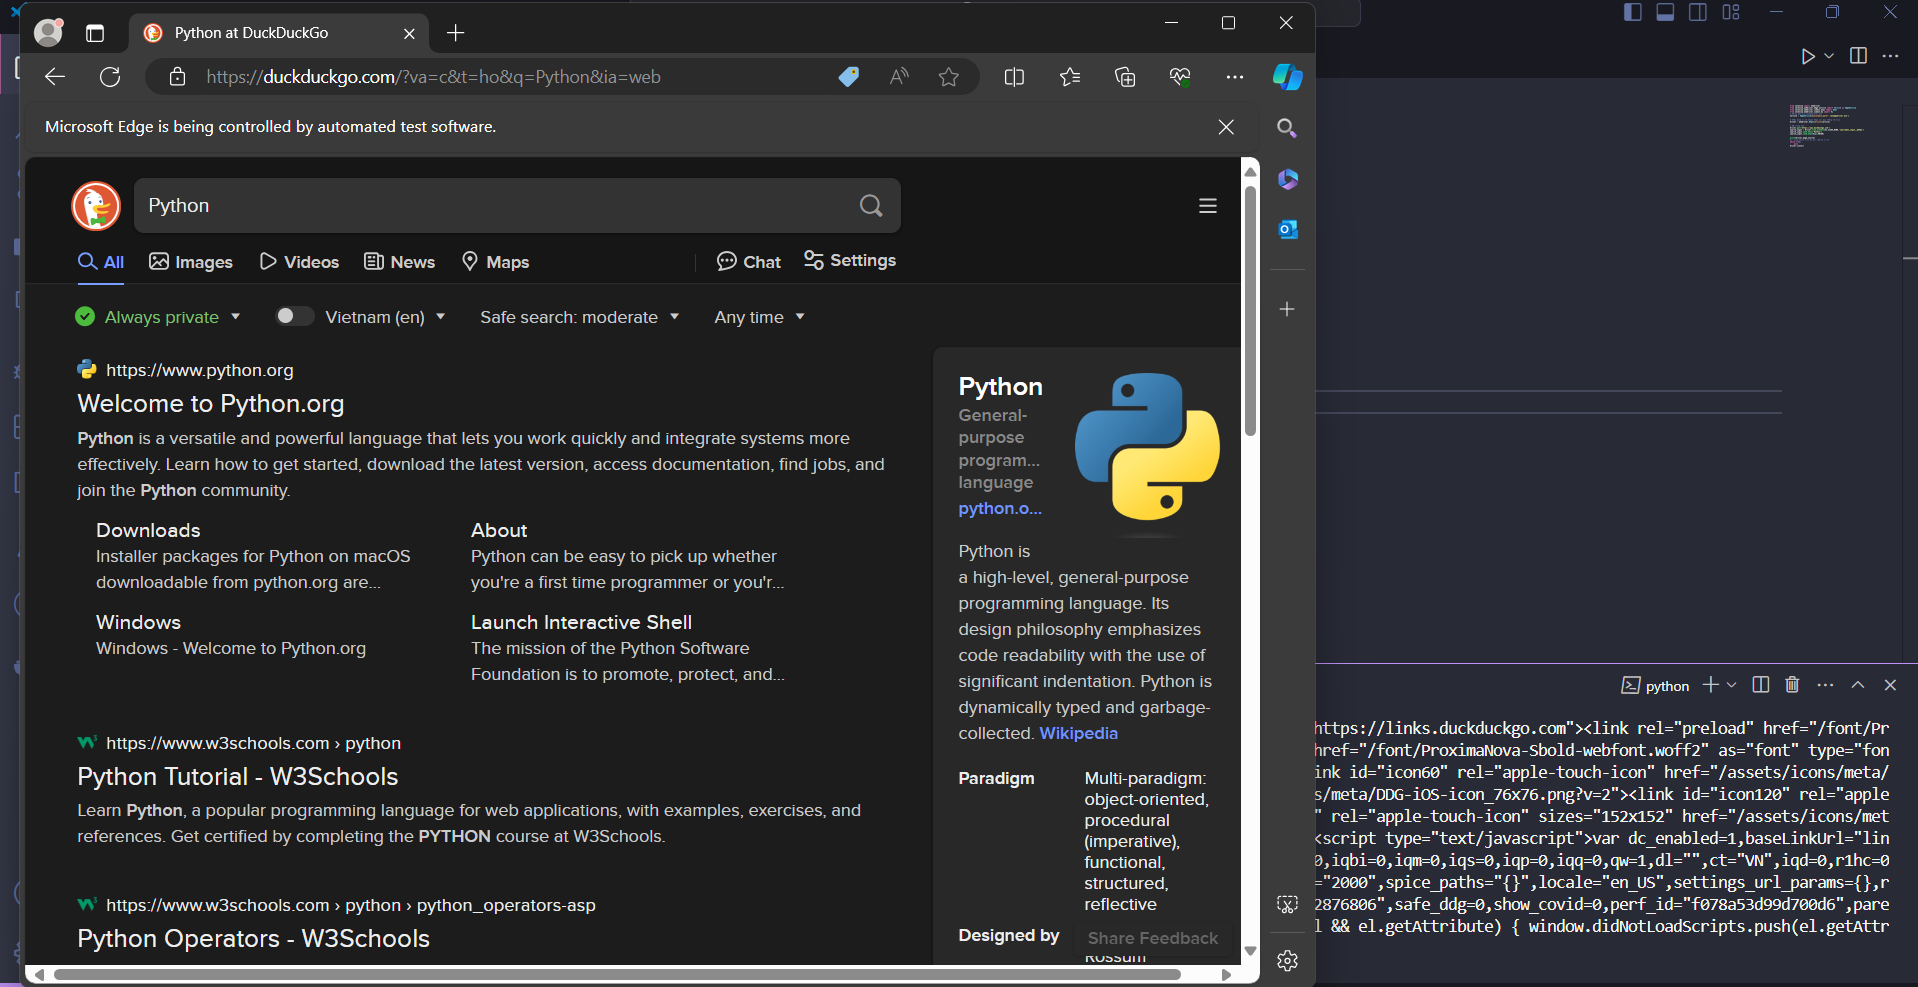 Python at DuckDuckGo
https://duckduckgo.com/?va=c&t=ho&q=Python&ia=web
Microsoft Edge is being controlled by automated test software.
Python
All
Images
Videos
News
Maps
Chat
Settings
Always private
Vietnam (en)
Safe search: moderate
Any time
https://www.python.org
Welcome to Python.org
Python is a versatile and powerful language that lets you work quickly and integrate systems more
effectively. Learn how to get started, download the latest version, access documentation, find jobs, and
join the Python community.
Downloads
Installer packages for Python on macOS
downloadable from python.org are...
About
Python can be easy to pick up whether
you're a first time programmer or you'r...
Windows
Windows - Welcome to Python.org
Launch Interactive Shell
The mission of the Python Software
Foundation is to promote, protect, and...
https://www.w3schools.com › python
Python Tutorial - W3Schools
Learn Python, a popular programming language for web applications, with examples, exercises, and
references. Get certified by completing the PYTHON course at W3Schools.
https://www.w3schools.com › python › python_operators-asp
Python Operators - W3Schools
Python
General-
purpose
program...
language
python.o...
Python is
a high-level, general-purpose
programming language. Its
design philosophy emphasizes
code readability with the use of
significant indentation. Python is
dynamically typed and garbage-
collected. Wikipedia
Paradigm
Multi-paradigm:
object-oriented,
procedural
(imperative),
functional,
structured,
reflective
Designed by
Share Feedback
Rossum
python
https://links.duckduckgo.com"><link rel="preload" href="/font/Pr
href="/font/ProximaNova-Sbold-webfont.woff2" as="font" type="fon
ink id="icon60" rel="apple-touch-icon" href="/assets/icons/meta/
s/meta/DDG-iOS-icon_76x76.png?v=2"><link id="icon120" rel="apple
" rel="apple-touch-icon" sizes="152x152" href="/assets/icons/met
<script type="text/javascript">var dc_enabled=1,baseLinkUrl="lin
0,iqbi=0,iqm=0,iqs=0,iqp=0,iqq=0,qw=1,dl="",ct="VN",iqd=0,r1hc=0
="2000",spice_paths="{}",locale="en_US",settings_url_params={},r
2876806",safe_ddg=0,show_covid=0,perf_id="f078a53d99d700d6",pare
l && el.getAttribute) { window.didNotLoadScripts.push(el.getAttr